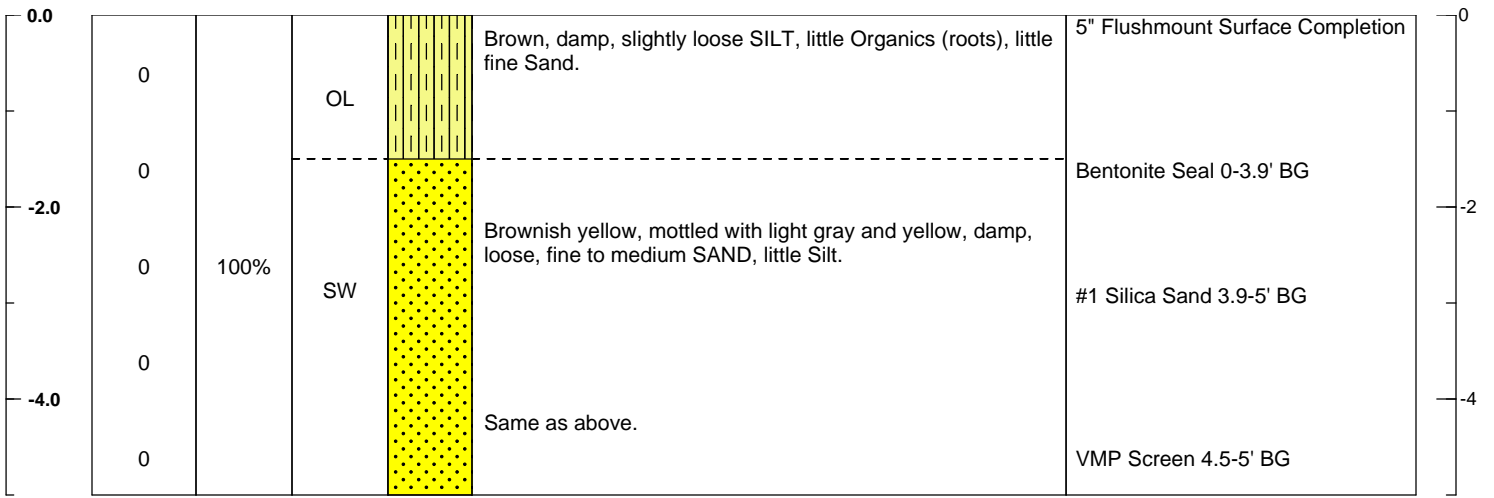 0.0
-2.0
-4.0
0
0
0
0
0
100%
OL
SW
Brown, damp, slightly loose SILT, little Organics (roots), little
fine Sand.
Brownish yellow, mottled with light gray and yellow, damp,
loose, fine to medium SAND, little Silt.
Same as above.
5" Flushmount Surface Completion
Bentonite Seal 0-3.9' BG
#1 Silica Sand 3.9-5' BG
VMP Screen 4.5-5' BG
0
-2
-4